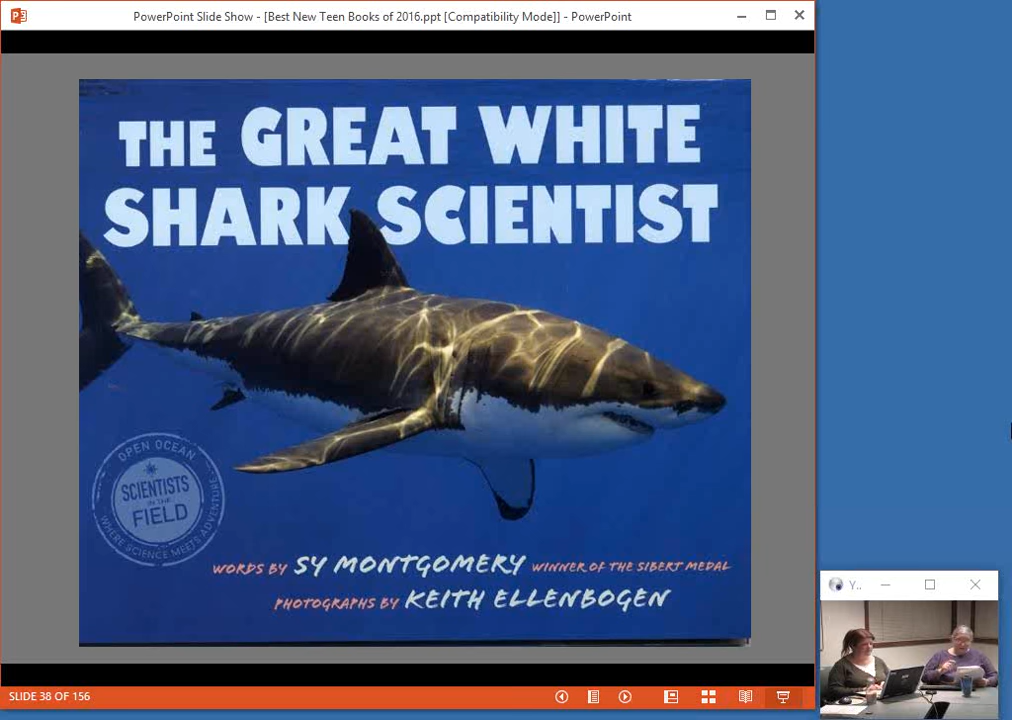 PowerPoint Slide Show - [Best New Teen Books of 2016.ppt [Compatibility Mode]] - PowerPoint
THE GREAT WHITE
SHARK SCIENTIST
OPEN OCEAN
SCIENTISTS
IN THE
FIELD
WHERE SCIENCE MEETS ADVENTURE
WORDS BY SY MONTGOMERY WINNER OF THE SIBERT MEDAL
PHOTOGRAPHS BY KEITH ELLENBOGEN
SLIDE 38 OF 156
Y..